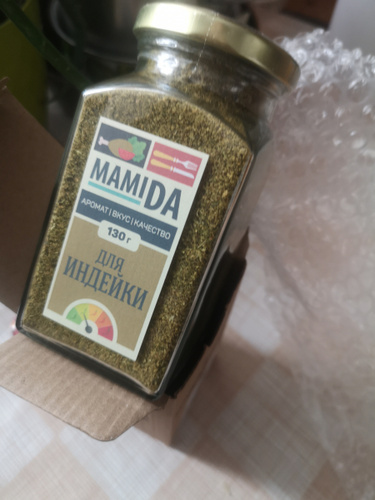 MAMIDA
АРОМАТ | ВКУС | КАЧЕСТВО
130 г
ДЛЯ
ИНДЕЙКИ